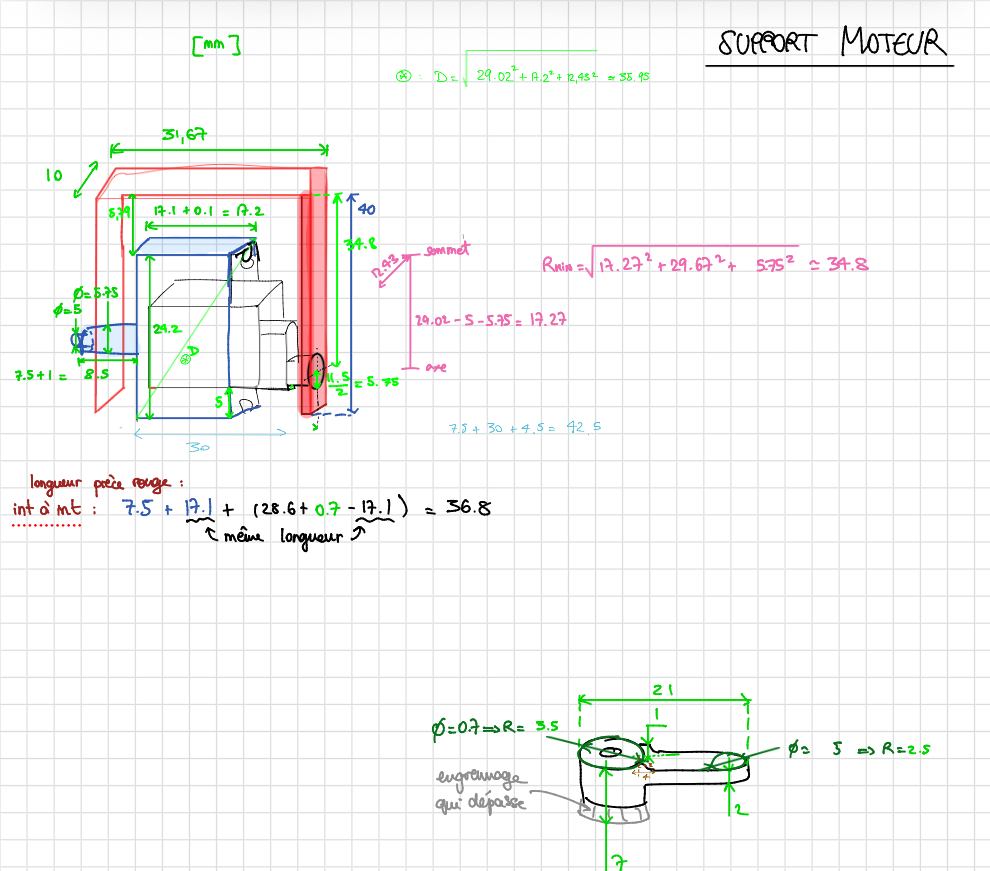 [mm]
SUPPORT MOTEUR
⊛ : D = √29.02² + 17.2² + 12,43² ≃ 35.95
31,67
10
5,79
17.1 + 0.1 = 17.2
40
34.8
sommet
12.43
Rmin = √17.27² + 29.67² + 5.75² ≃ 34.8
Ø=5.75
Ø=5
29.02 - 5 - 5.75 = 17.27
D
⊛
axe
7.5+1 = 8.5
11.5/2 = 5.75
5
7.5 + 30 + 4.5 = 42.5
30
longueur pièce rouge :
int à int : 7.5 + 17.1 + (28.6 + 0.7 - 17.1) = 36.8
même longueur
21
1
Ø=0.7 ⇒ R= 3.5
Ø= 5 ⇒ R=2.5
engrennage
qui dépasse
2
7